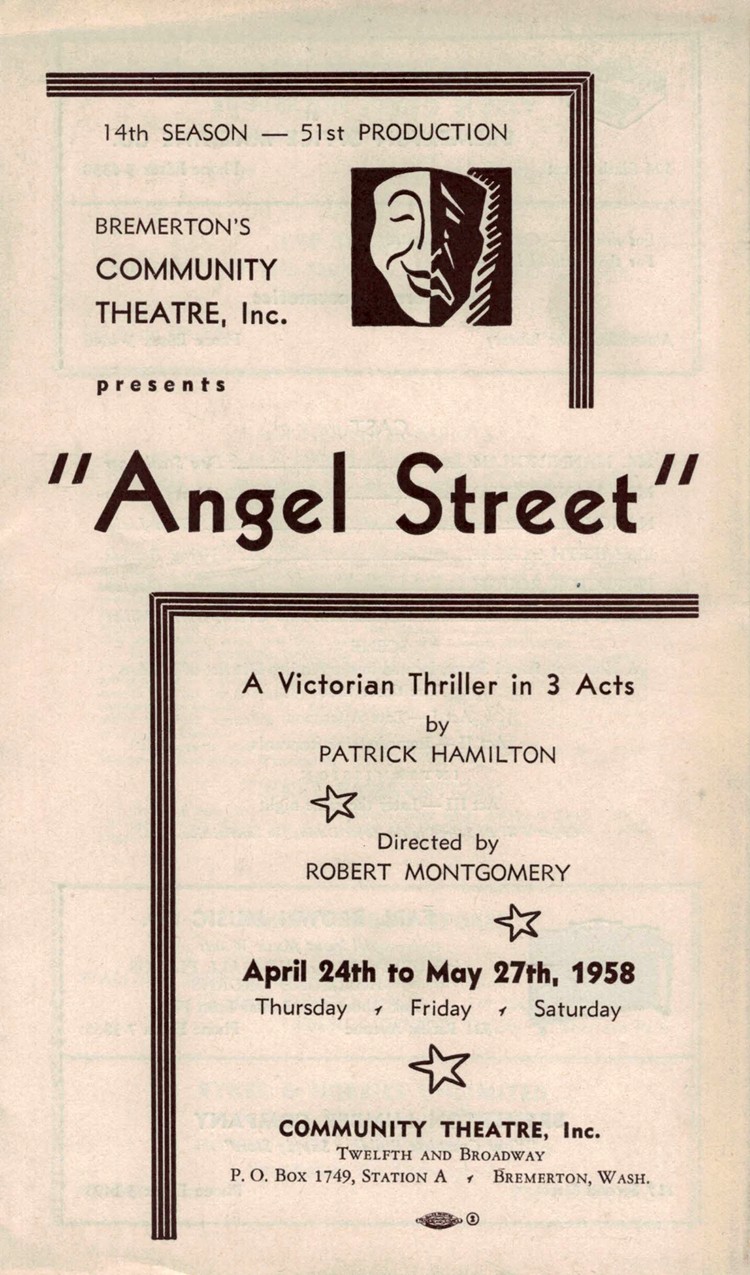 14th SEASON — 51st PRODUCTION
BREMERTON'S
COMMUNITY
THEATRE, Inc.
presents
"Angel Street"
A Victorian Thriller in 3 Acts
by
PATRICK HAMILTON
Directed by
ROBERT MONTGOMERY
April 24th to May 27th, 1958
Thursday , Friday , Saturday
COMMUNITY THEATRE, Inc.
TWELFTH AND BROADWAY
P. O. BOX 1749, STATION A , BREMERTON, WASH.